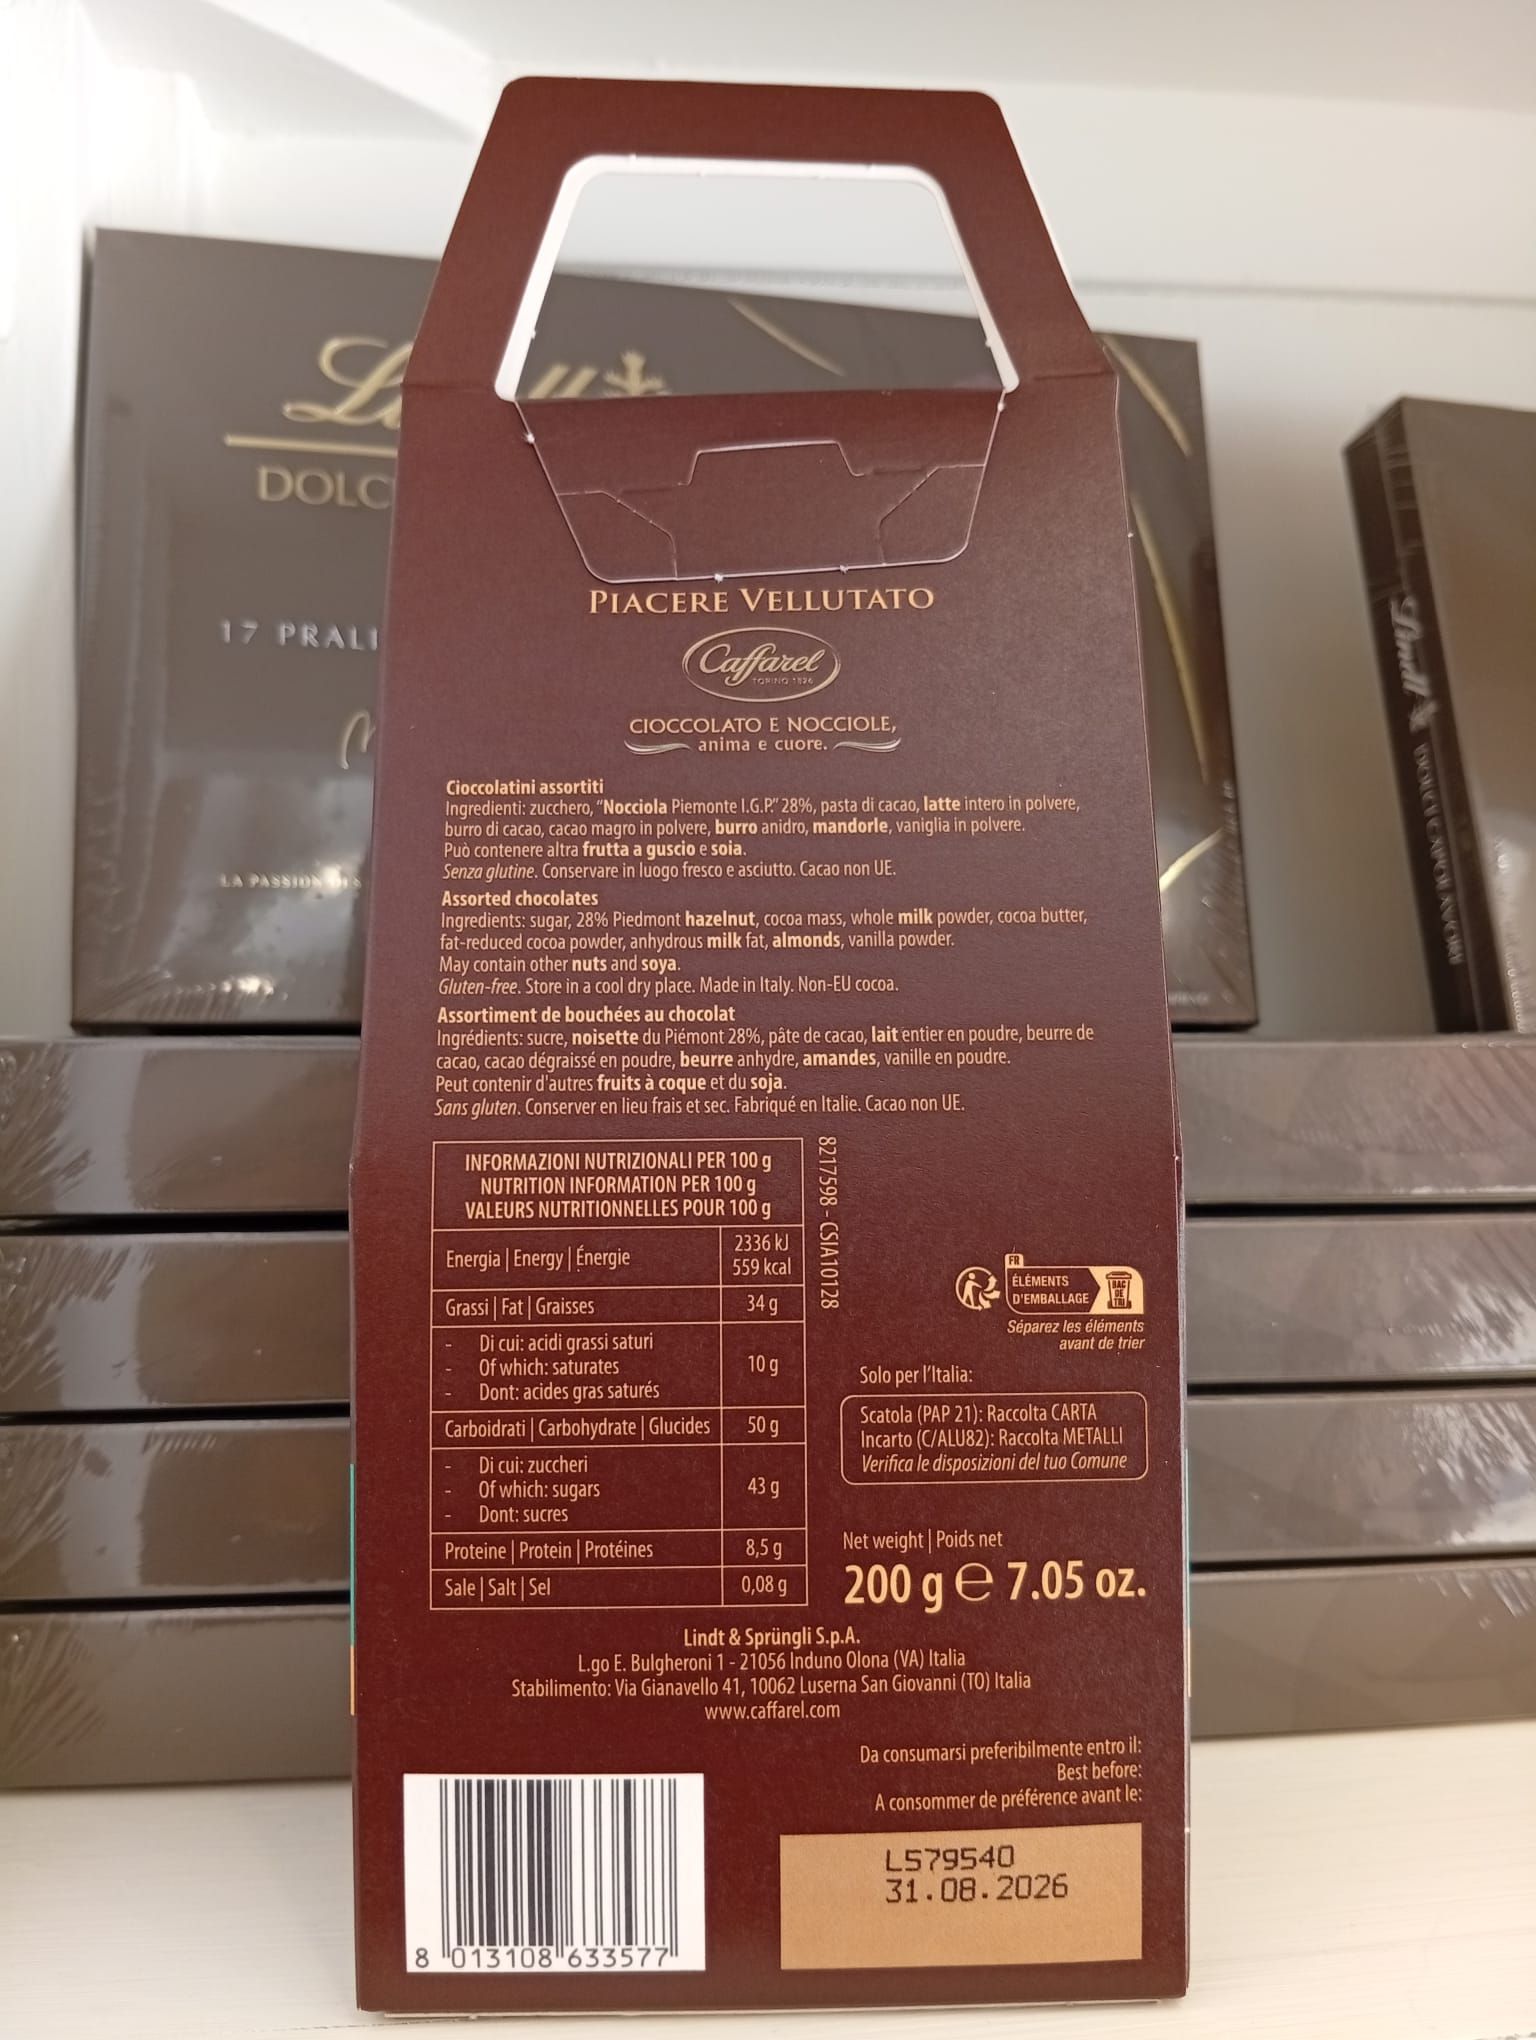 DOLC
17 PRALI
LA PASSION
Lindt
PIACERE VELLUTATO
Caffarel
TORINO 1826
CIOCCOLATO E NOCCIOLE,
anima e cuore.
Cioccolatini assortiti
Ingredienti: zucchero, “Nocciola Piemonte I.G.P.” 28%, pasta di cacao, latte intero in polvere,
burro di cacao, cacao magro in polvere, burro anidro, mandorle, vaniglia in polvere.
Può contenere altra frutta a guscio e soia.
Senza glutine. Conservare in luogo fresco e asciutto. Cacao non UE.
Assorted chocolates
Ingredients: sugar, 28% Piedmont hazelnut, cocoa mass, whole milk powder, cocoa butter,
fat-reduced cocoa powder, anhydrous milk fat, almonds, vanilla powder.
May contain other nuts and soya.
Gluten-free. Store in a cool dry place. Made in Italy. Non-EU cocoa.
Assortiment de bouchées au chocolat
Ingrédients: sucre, noisette du Piémont 28%, pâte de cacao, lait entier en poudre, beurre de
cacao, cacao dégraissé en poudre, beurre anhydre, amandes, vanille en poudre.
Peut contenir d'autres fruits à coque et du soja.
Sans gluten. Conserver en lieu frais et sec. Fabriqué en Italie. Cacao non UE.
INFORMAZIONI NUTRIZIONALI PER 100 g
NUTRITION INFORMATION PER 100 g
VALEURS NUTRITIONNELLES POUR 100 g
Energia | Energy | Énergie 2336 kJ
559 kcal
Grassi | Fat | Graisses 34 g
- Di cui: acidi grassi saturi
- Of which: saturates 10 g
- Dont: acides gras saturés
Carboidrati | Carbohydrate | Glucides 50 g
- Di cui: zuccheri
- Of which: sugars 43 g
- Dont: sucres
Proteine | Protein | Protéines 8,5 g
Sale | Salt | Sel 0,08 g
8217598 - CSIA10128
FR
ÉLÉMENTS
D'EMBALLAGE
BAC
DE
TRI
Séparez les éléments
avant de trier
Solo per l’Italia:
Scatola (PAP 21): Raccolta CARTA
Incarto (C/ALU82): Raccolta METALLI
Verifica le disposizioni del tuo Comune
Net weight | Poids net
200 g ℮ 7.05 oz.
Lindt & Sprüngli S.p.A.
L.go E. Bulgheroni 1 - 21056 Induno Olona (VA) Italia
Stabilimento: Via Gianavello 41, 10062 Luserna San Giovanni (TO) Italia
www.caffarel.com
Da consumarsi preferibilmente entro il:
Best before:
A consommer de préférence avant le:
L579540
31.08.2026
8 013108 633577